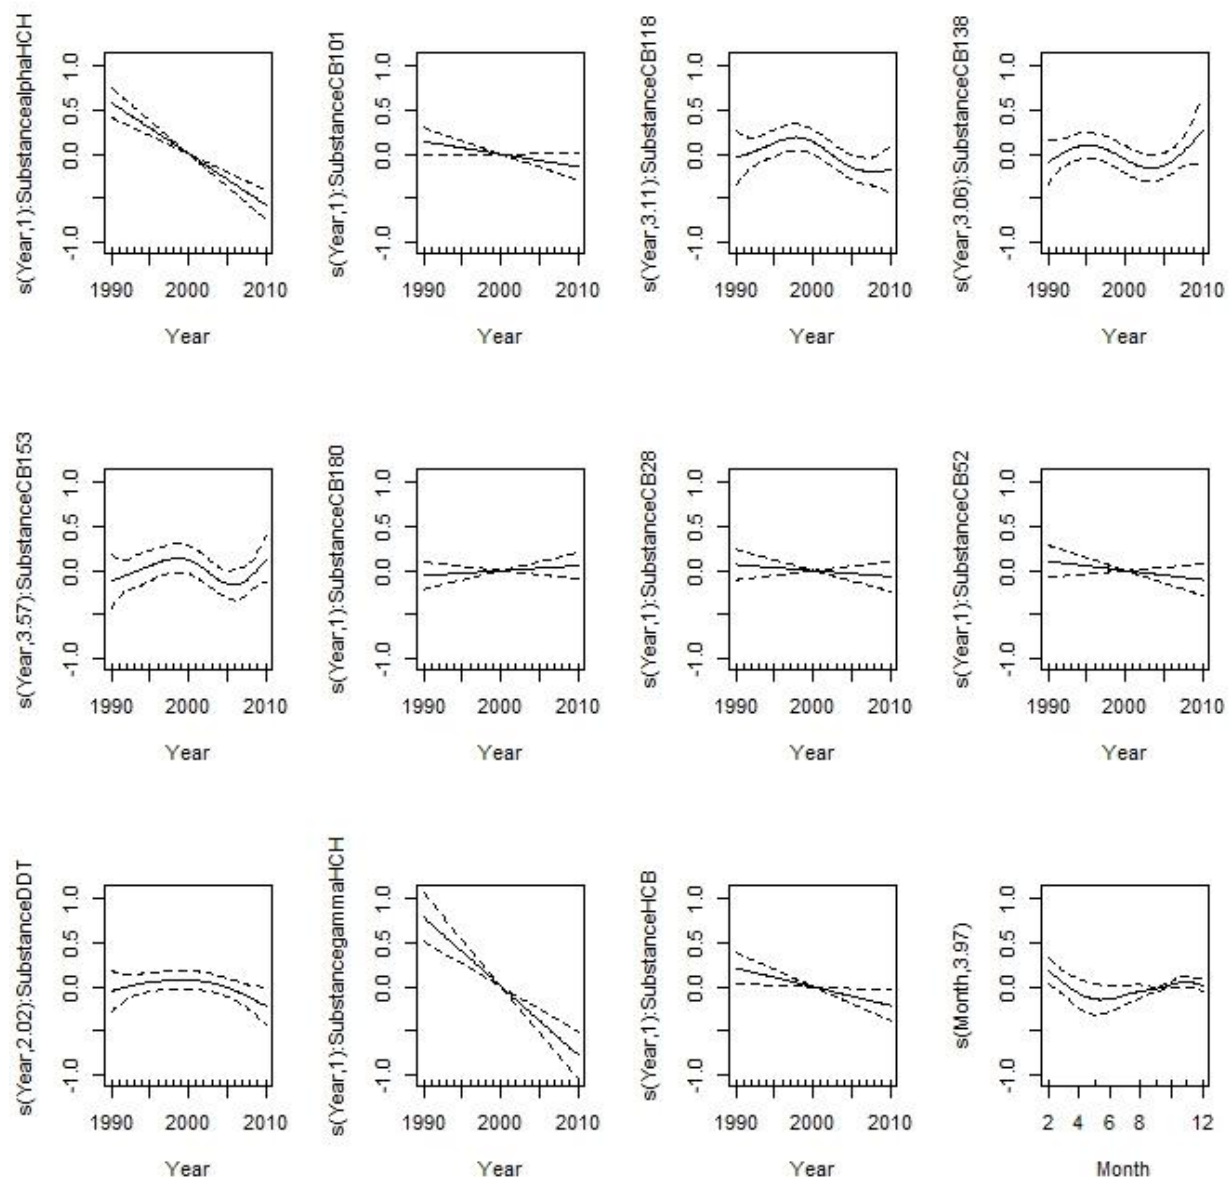 s(Year,1):SubstancealphaHCH
1.0
0.5
0.0
-1.0
1990 2000 2010
Year
s(Year,1):SubstanceCB101
1.0
0.5
0.0
-1.0
1990 2000 2010
Year
s(Year,3.11):SubstanceCB118
1.0
0.5
0.0
-1.0
1990 2000 2010
Year
s(Year,3.06):SubstanceCB138
1.0
0.5
0.0
-1.0
1990 2000 2010
Year
s(Year,3.57):SubstanceCB153
1.0
0.5
0.0
-1.0
1990 2000 2010
Year
s(Year,1):SubstanceCB180
1.0
0.5
0.0
-1.0
1990 2000 2010
Year
s(Year,1):SubstanceCB28
1.0
0.5
0.0
-1.0
1990 2000 2010
Year
s(Year,1):SubstanceCB52
1.0
0.5
0.0
-1.0
1990 2000 2010
Year
s(Year,2.02):SubstanceDDT
1.0
0.5
0.0
-1.0
1990 2000 2010
Year
s(Year,1):SubstancegammaHCH
1.0
0.5
0.0
-1.0
1990 2000 2010
Year
s(Year,1):SubstanceHCB
1.0
0.5
0.0
-1.0
1990 2000 2010
Year
s(Month,3.97)
1.0
0.5
0.0
-1.0
2 4 6 8 12
Month